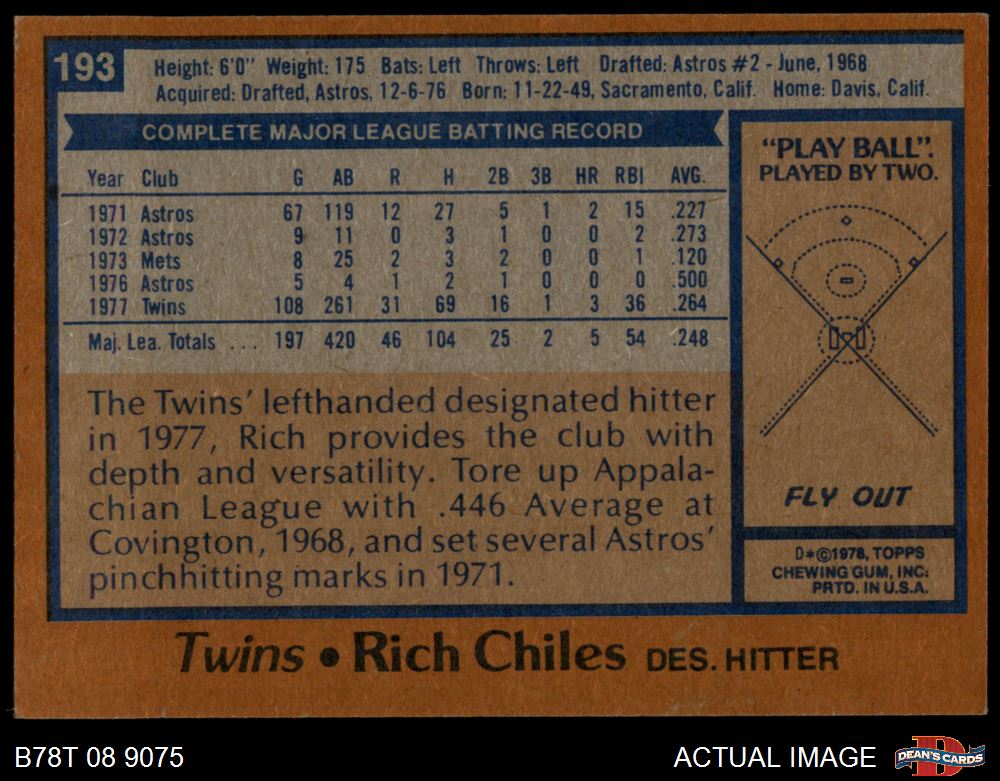 193
Height: 6'0" Weight: 175 Bats: Left Throws: Left Drafted: Astros #2 - June, 1968
Acquired: Drafted, Astros, 12-6-76 Born: 11-22-49, Sacramento, Calif. Home: Davis, Calif.
COMPLETE MAJOR LEAGUE BATTING RECORD
Year Club G AB R H 2B 3B HR RBI AVG.
1971 Astros 67 119 12 27 5 1 2 15 .227
1972 Astros 9 11 0 3 1 0 0 2 .273
1973 Mets 8 25 2 3 2 0 0 1 .120
1976 Astros 5 4 1 2 1 0 0 0 .500
1977 Twins 108 261 31 69 16 1 3 36 .264
Maj. Lea. Totals ... 197 420 46 104 25 2 5 54 .248
The Twins' lefthanded designated hitter
in 1977, Rich provides the club with
depth and versatility. Tore up Appala-
chian League with .446 Average at
Covington, 1968, and set several Astros'
pinchhitting marks in 1971.
"PLAY BALL".
PLAYED BY TWO.
FLY OUT
D*©1978, TOPPS
CHEWING GUM, INC.
PRTD. IN U.S.A.
Twins • Rich Chiles DES. HITTER
B78T 08 9075
ACTUAL IMAGE
D
DEAN'S CARDS